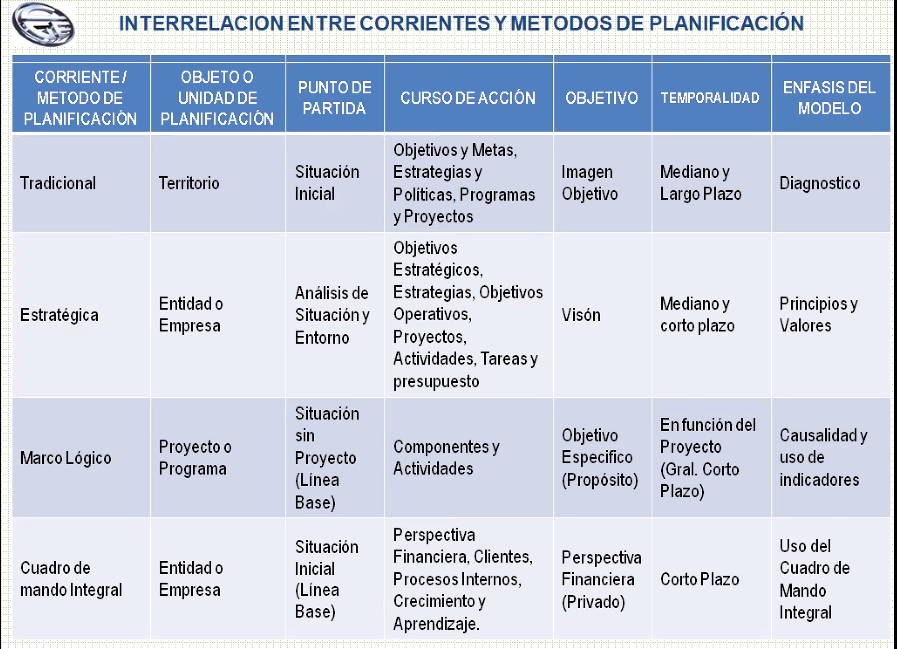 INTERRELACION ENTRE CORRIENTES Y METODOS DE PLANIFICACIÓN
CORRIENTE /
METODO DE
PLANIFICACIÓN
OBJETO O
UNIDAD DE
PLANIFICACIÓN
PUNTO DE
PARTIDA
CURSO DE ACCIÓN
OBJETIVO
TEMPORALIDAD
ENFASIS DEL
MODELO
Tradicional
Territorio
Situación
Inicial
Objetivos y Metas,
Estrategias y
Políticas, Programas
y Proyectos
Imagen
Objetivo
Mediano y
Largo Plazo
Diagnostico
Estratégica
Entidad o
Empresa
Análisis de
Situación y
Entorno
Objetivos
Estratégicos,
Estrategias, Objetivos
Operativos,
Proyectos,
Actividades, Tareas y
presupuesto
Visón
Mediano y
corto plazo
Principios y
Valores
Marco Lógico
Proyecto o
Programa
Situación
sin
Proyecto
(Línea
Base)
Componentes y
Actividades
Objetivo
Especifico
(Propósito)
En función del
Proyecto
(Gral. Corto
Plazo)
Causalidad y
uso de
indicadores
Cuadro de
mando Integral
Entidad o
Empresa
Situación
Inicial
(Línea
Base)
Perspectiva
Financiera, Clientes,
Procesos Internos,
Crecimiento y
Aprendizaje.
Perspectiva
Financiera
(Privado)
Corto Plazo
Uso del
Cuadro de
Mando
Integral